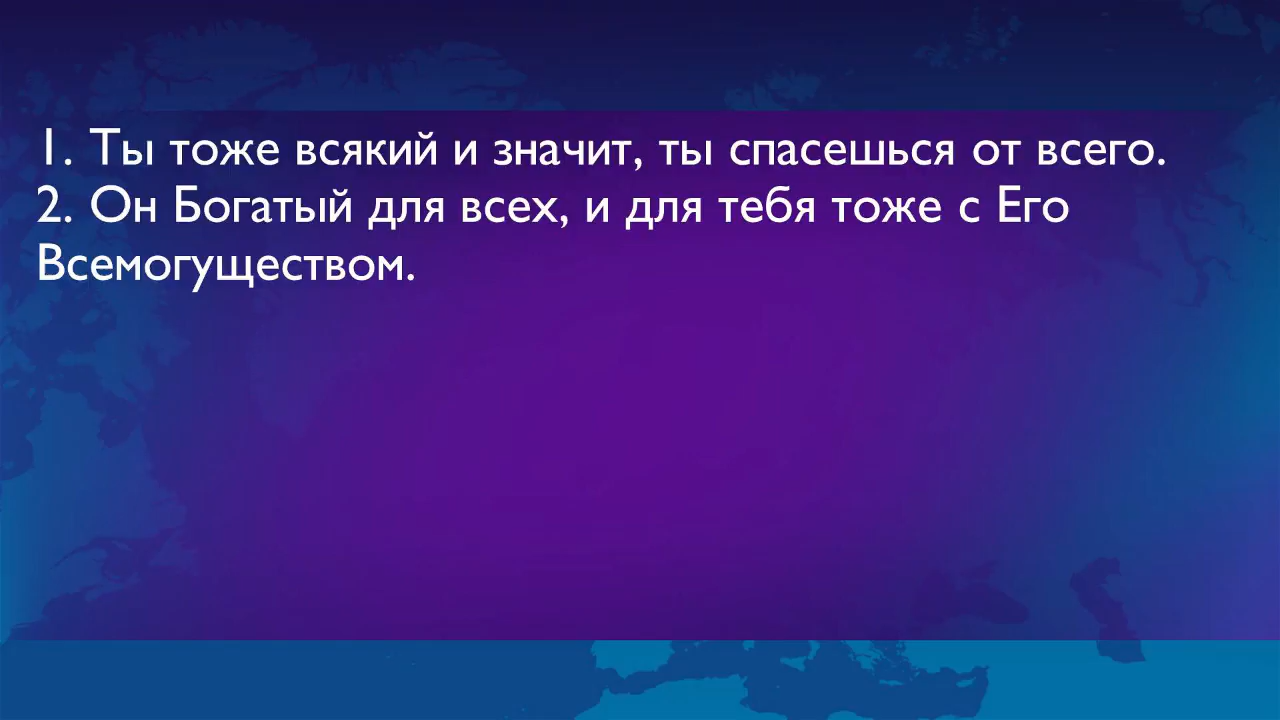 1. Ты тоже всякий и значит, ты спасешься от всего.
2. Он Богатый для всех, и для тебя тоже с Его
Всемогуществом.